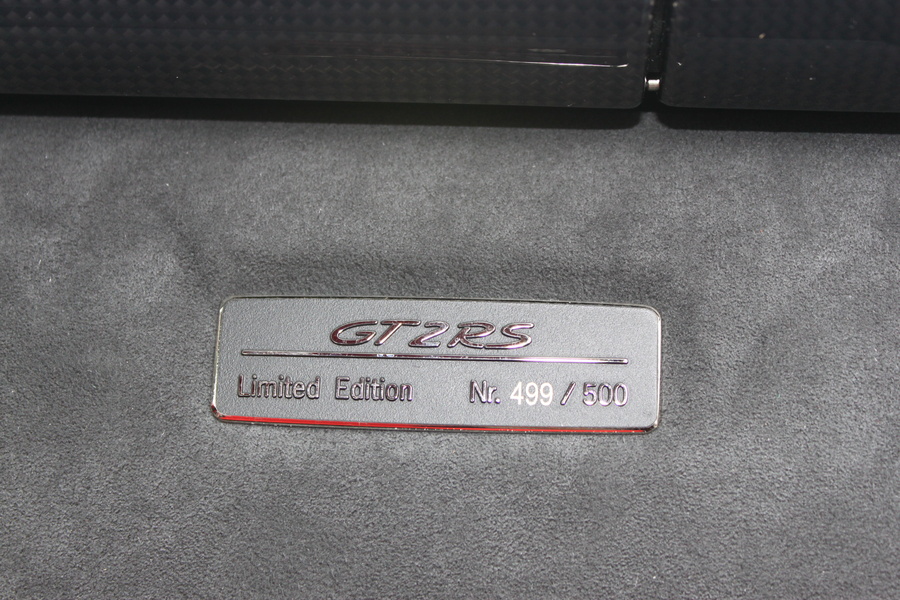 GT2RS
Limited Edition Nr. 499 / 500